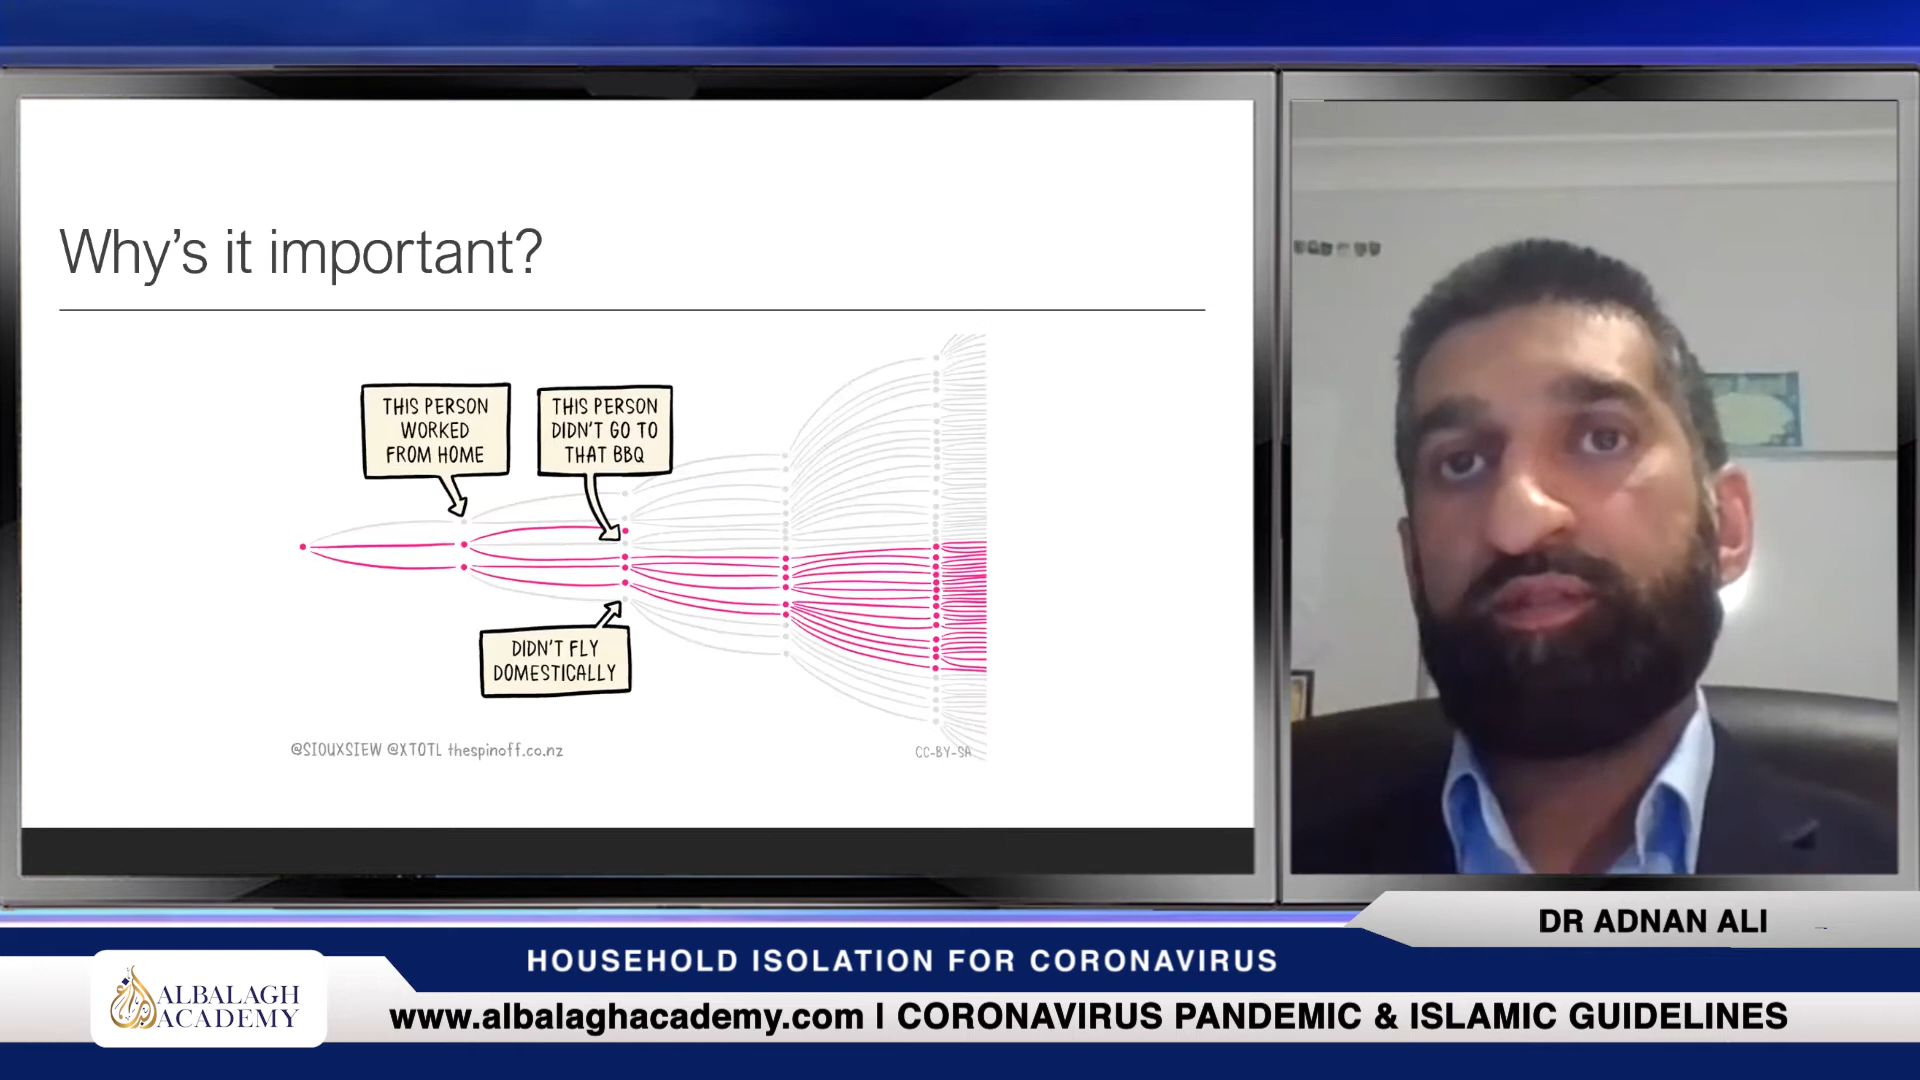 Why's it important?
THIS PERSON
WORKED
FROM HOME
THIS PERSON
DIDN'T GO TO
THAT BBQ
DIDN'T FLY
DOMESTICALLY
@SIOUXSIEW @XTOTL thespinoff.co.nz
CC-BY-SA
DR ADNAN ALI
HOUSEHOLD ISOLATION FOR CORONAVIRUS
ALBALAGH
ACADEMY
www.albalaghacademy.com I CORONAVIRUS PANDEMIC & ISLAMIC GUIDELINES